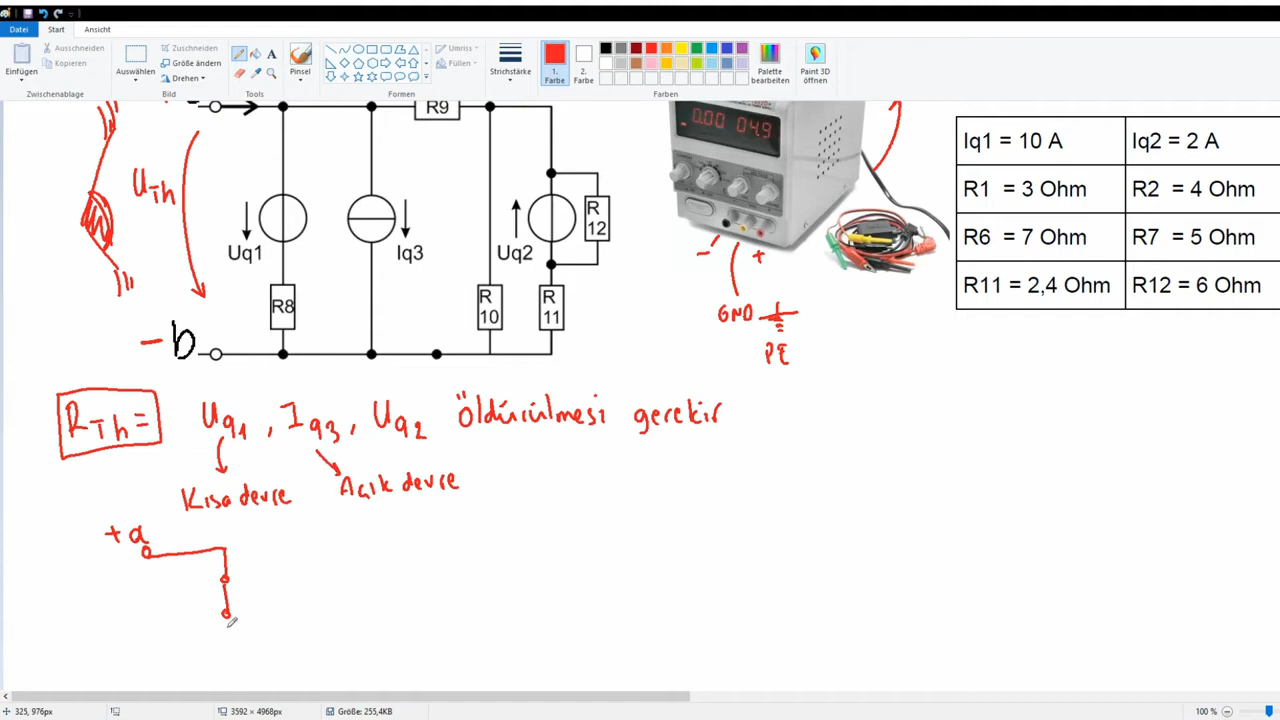 Datei Start Ansicht
Einfügen
Ausschneiden
Kopieren
Zwischenablage
Auswählen
Zuschneiden
Größe ändern
Drehen
Bild
A
Tools
Pinsel
Umriss
Füllen
Formen
Strichstärke
1. Farbe
2. Farbe
Palette bearbeiten
Paint 3D öffnen
Farben
R9
UTh
Uq1
Iq3
Uq2
R 12
R8
R 10
R 11
- b
0.00 04.9
- +
GND
PE
Iq1 = 10 A Iq2 = 2 A
R1 = 3 Ohm R2 = 4 Ohm
R6 = 7 Ohm R7 = 5 Ohm
R11 = 2,4 Ohm R12 = 6 Ohm
RTh = Uq1, Iq3, Uq2 Öldürülmesi gerekir
Kısa devre Açık devre
+ a
325, 976px 3592 × 4968px Größe: 255,4KB 100 %